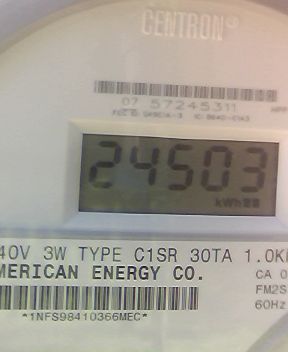 CENTRON®
07 57245311
24503
kWh
40V 3W TYPE C1SR 30TA 1.0K
MERICAN ENERGY CO.
CA 0
FM2S
60Hz
*1NFS98410366MEC*